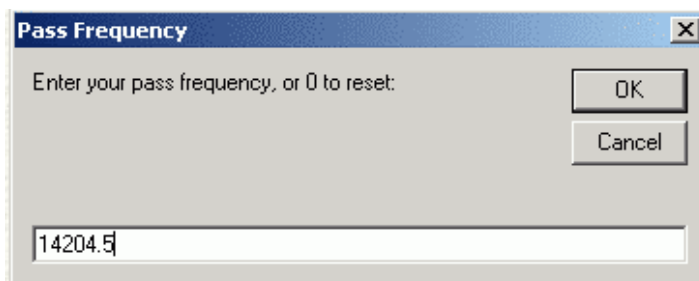 Pass Frequency
Enter your pass frequency, or 0 to reset:
OK
Cancel
14204.5